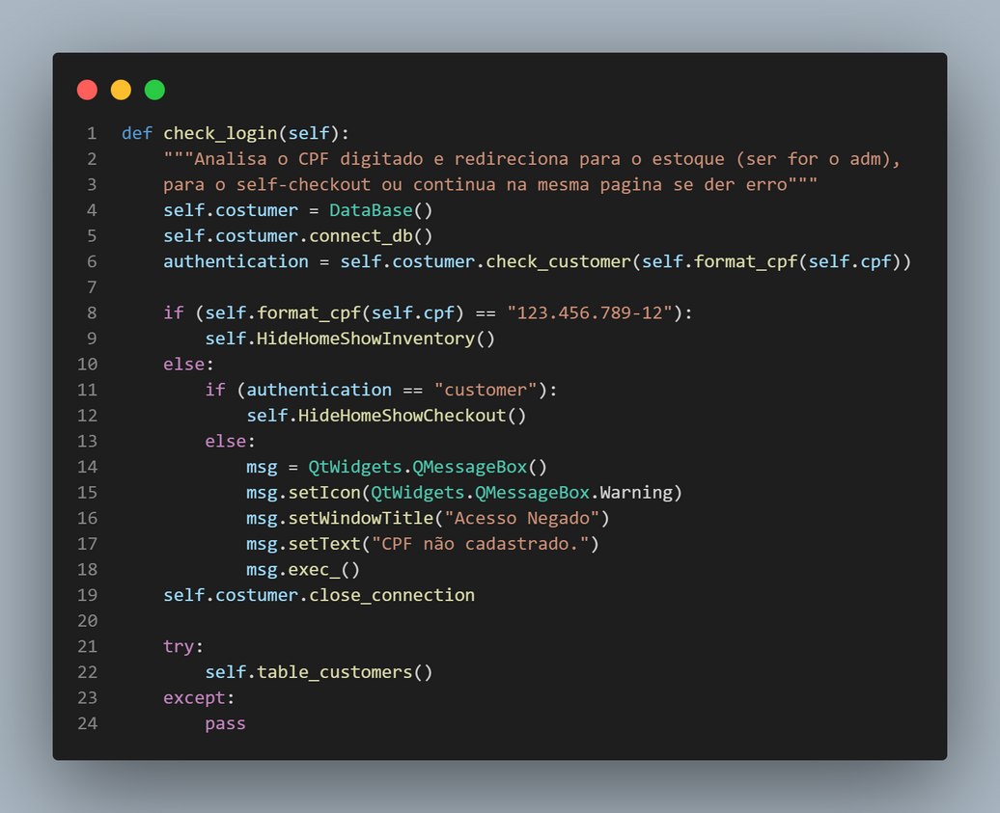 1 def check_login(self):
2     """Analisa o CPF digitado e redireciona para o estoque (ser for o adm),
3     para o self-checkout ou continua na mesma pagina se der erro"""
4     self.costumer = DataBase()
5     self.costumer.connect_db()
6     authentication = self.costumer.check_customer(self.format_cpf(self.cpf))
7
8     if (self.format_cpf(self.cpf) == "123.456.789-12"):
9         self.HideHomeShowInventory()
10     else:
11         if (authentication == "customer"):
12             self.HideHomeShowCheckout()
13         else:
14             msg = QtWidgets.QMessageBox()
15             msg.setIcon(QtWidgets.QMessageBox.Warning)
16             msg.setWindowTitle("Acesso Negado")
17             msg.setText("CPF não cadastrado.")
18             msg.exec_()
19     self.costumer.close_connection
20
21     try:
22         self.table_customers()
23     except:
24         pass